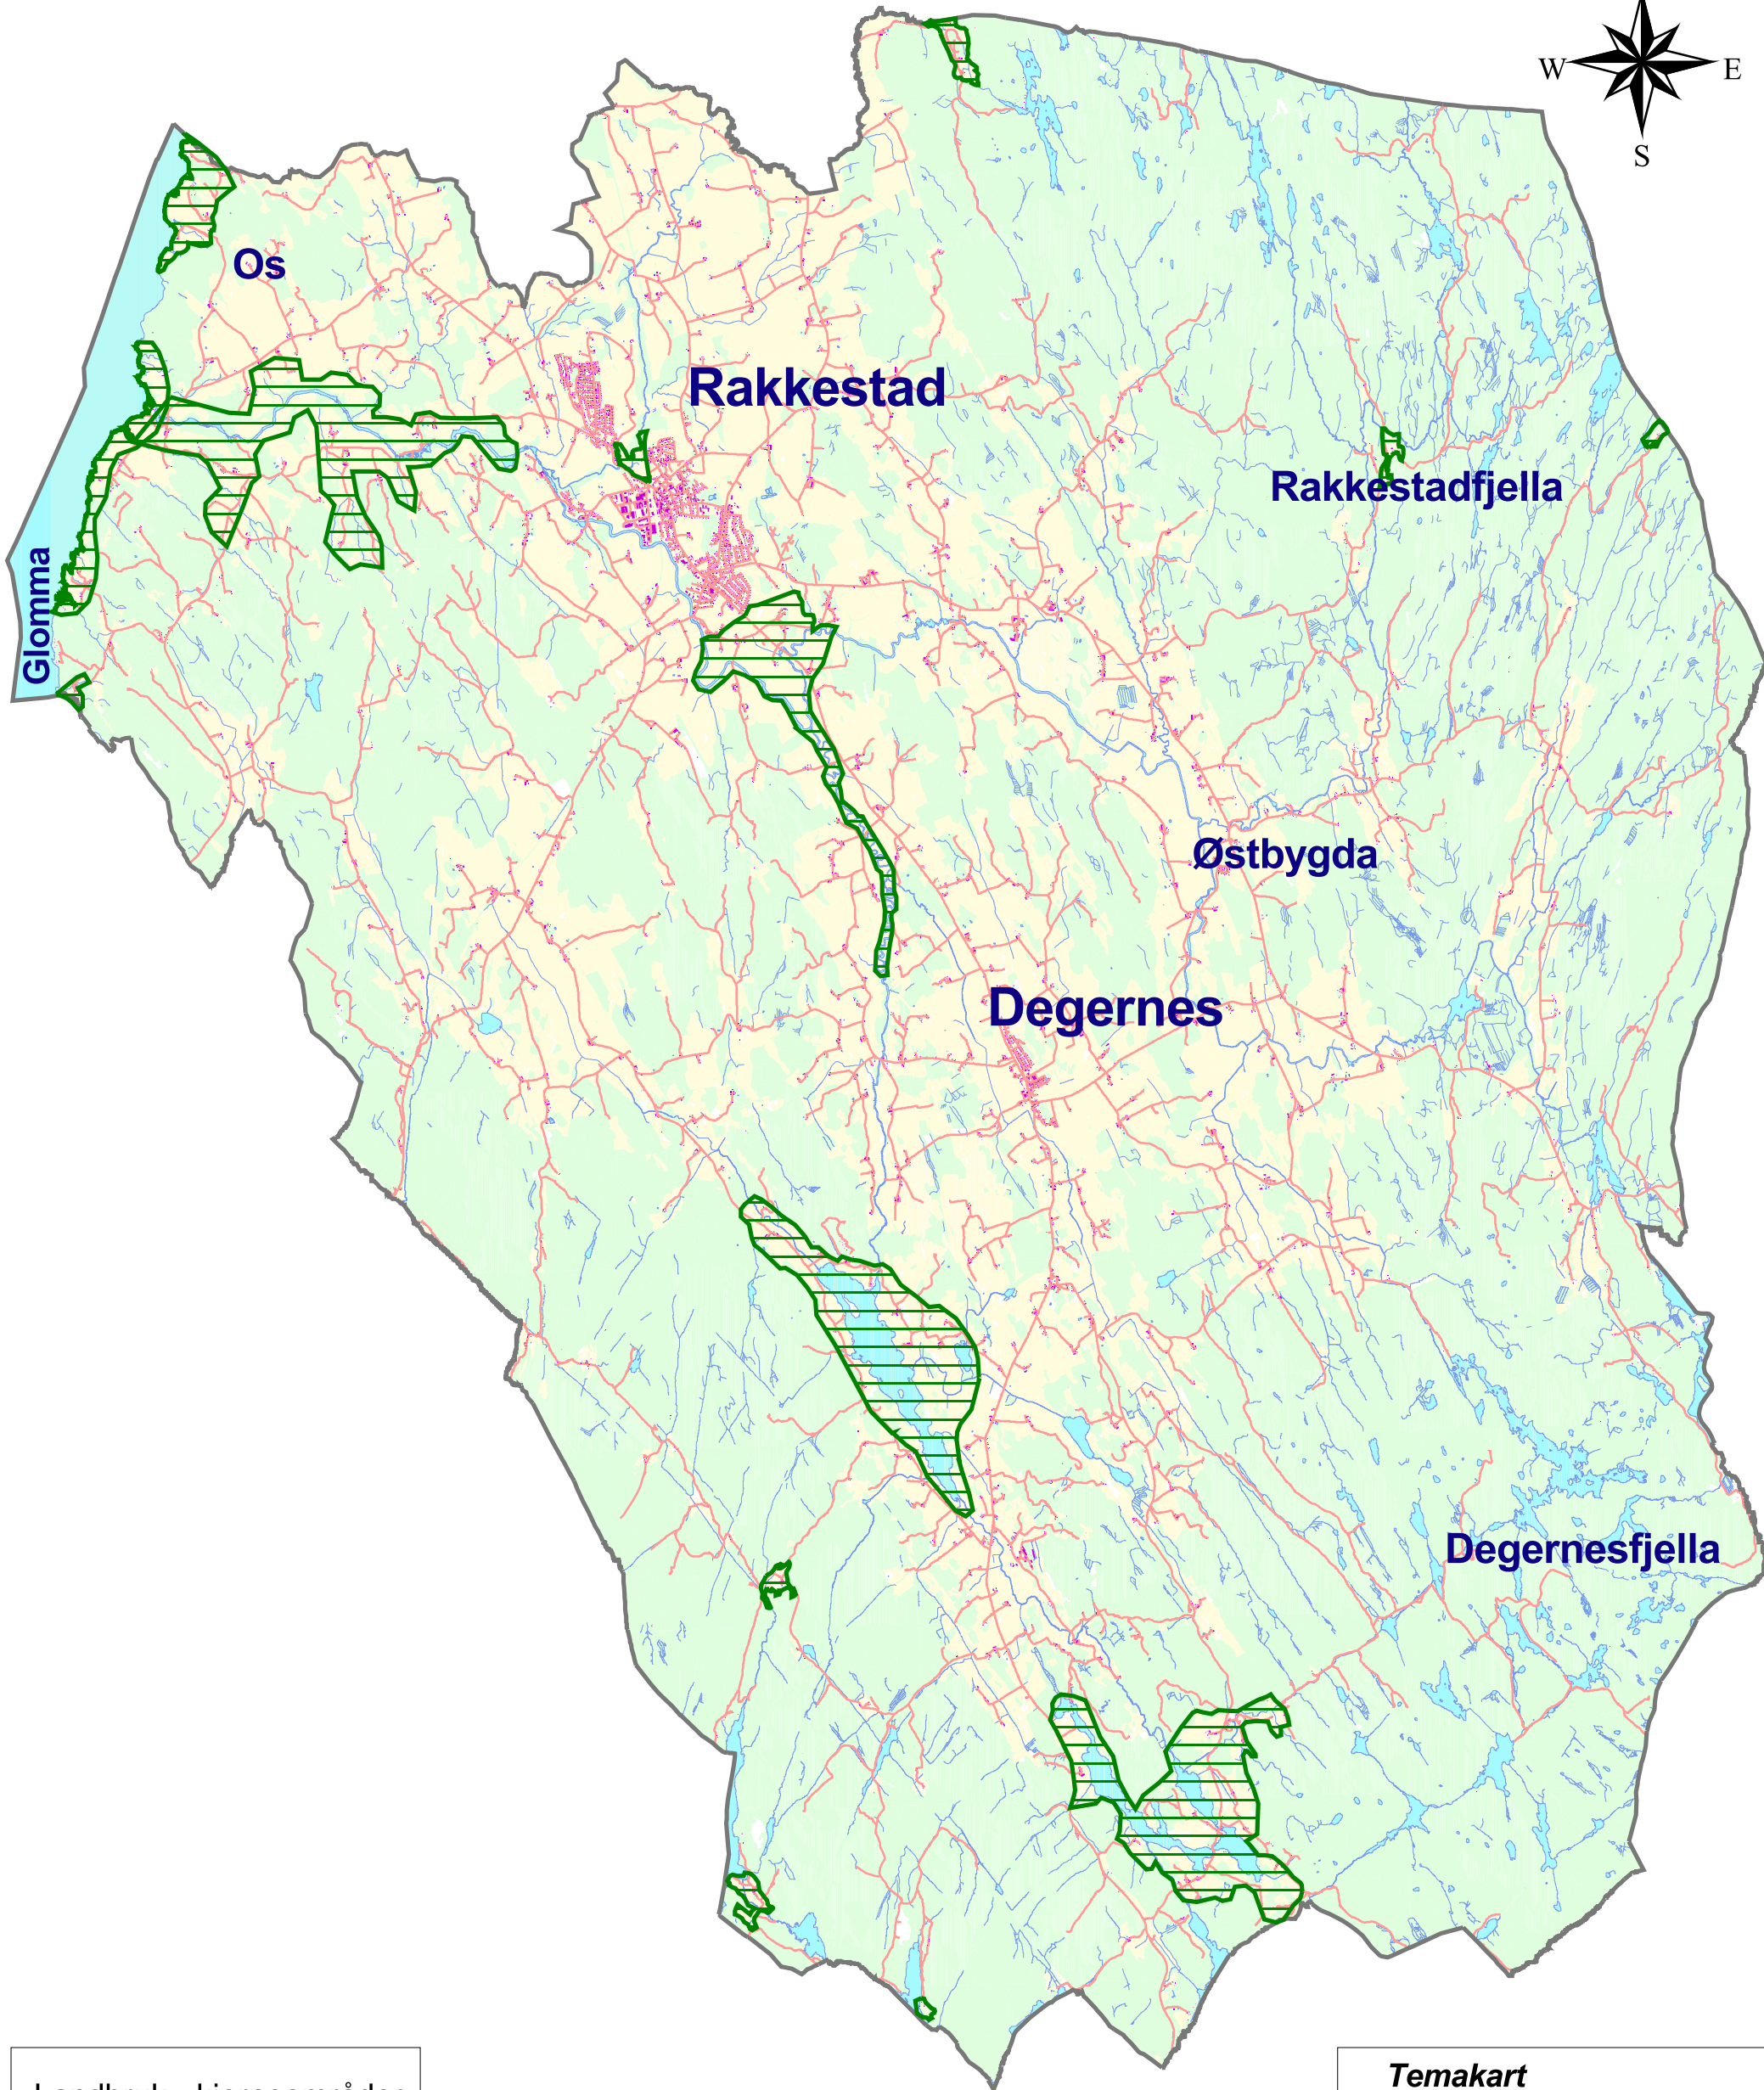 W E
S
Os
Rakkestad
Rakkestadfjella
Glomma
Østbygda
Degernes
Degernesfjella
Temakart